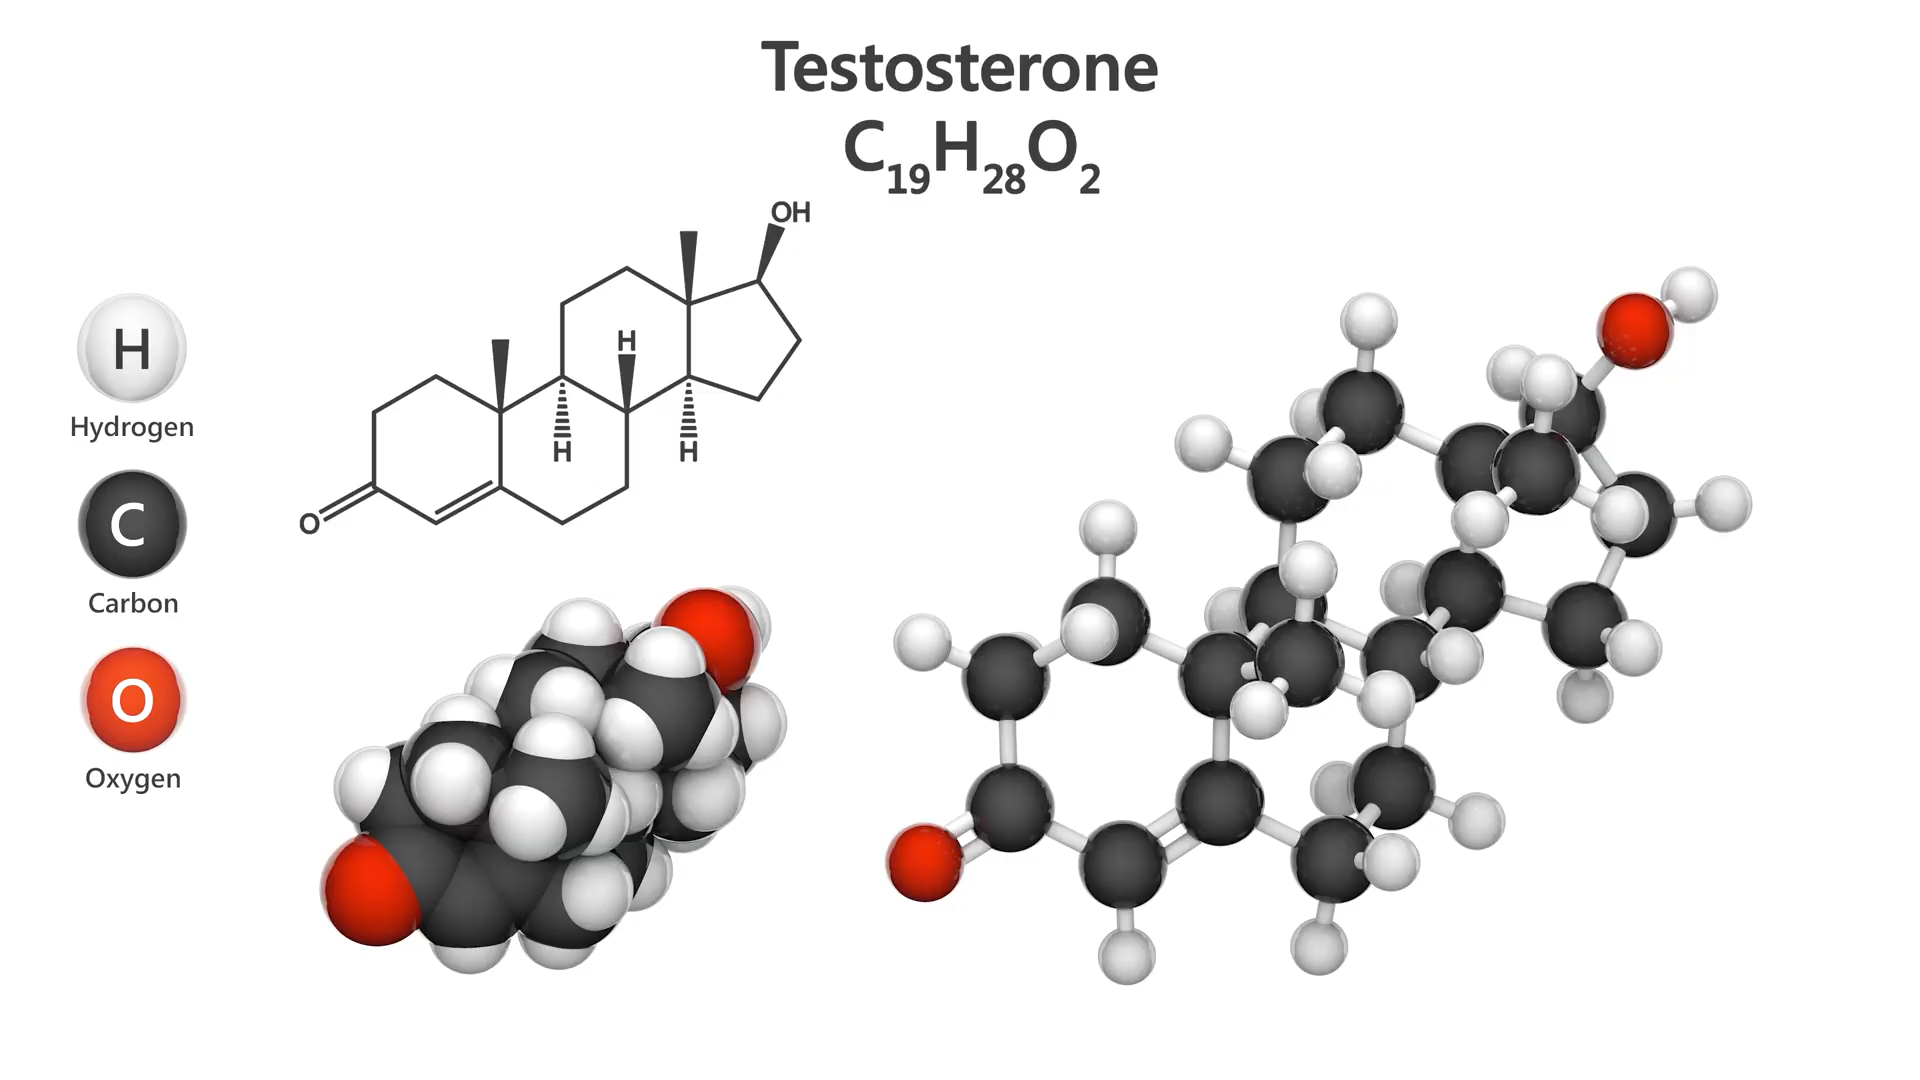 Testosterone
C₁₉H₂₈O₂
OH
H
H
H
O
H
Hydrogen
C
Carbon
O
Oxygen